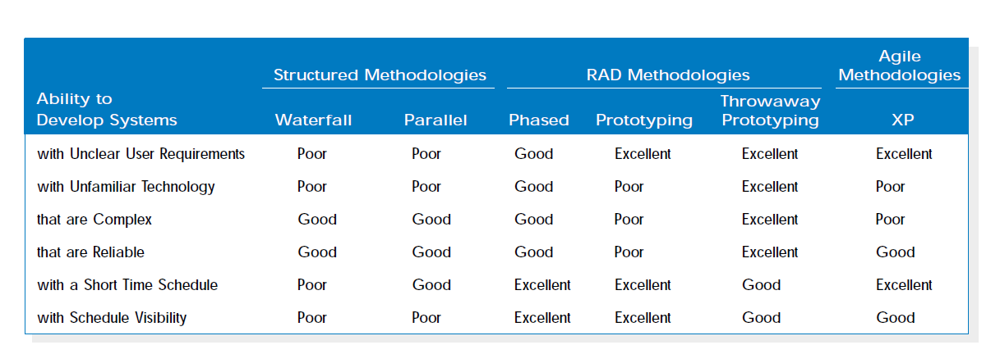 Agile
Structured Methodologies RAD Methodologies Methodologies
Ability to Throwaway
Develop Systems Waterfall Parallel Phased Prototyping Prototyping XP
with Unclear User Requirements Poor Poor Good Excellent Excellent Excellent
with Unfamiliar Technology Poor Poor Good Poor Excellent Poor
that are Complex Good Good Good Poor Excellent Poor
that are Reliable Good Good Good Poor Excellent Good
with a Short Time Schedule Poor Good Excellent Excellent Good Excellent
with Schedule Visibility Poor Poor Excellent Excellent Good Good